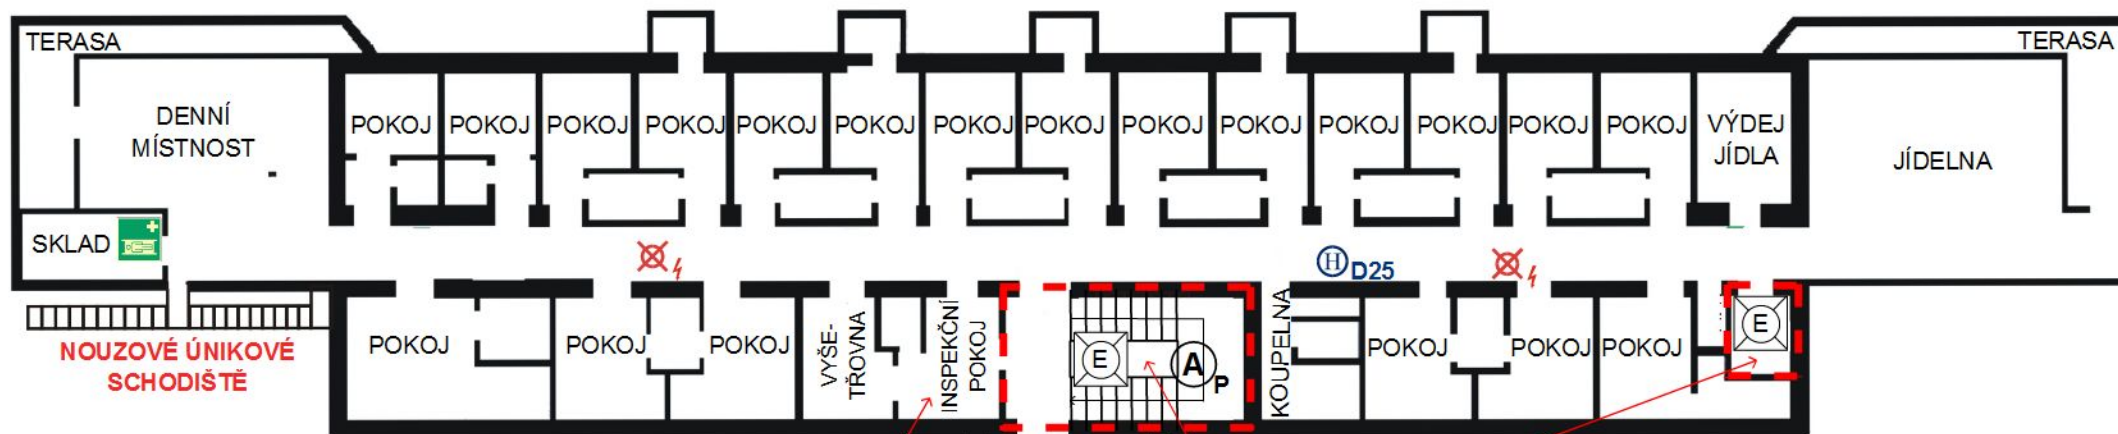 TERASA
TERASA
DENNÍ
MÍSTNOST
POKOJ
POKOJ
POKOJ
POKOJ
POKOJ
POKOJ
POKOJ
POKOJ
POKOJ
POKOJ
POKOJ
POKOJ
POKOJ
POKOJ
VÝDEJ
JÍDLA
JÍDELNA
SKLAD
H D25
NOUZOVÉ ÚNIKOVÉ
SCHODIŠTĚ
POKOJ
POKOJ
POKOJ
VYŠE-
TŘOVNA
INSPEKČNÍ
POKOJ
E
A P
KOUPELNA
POKOJ
POKOJ
POKOJ
E